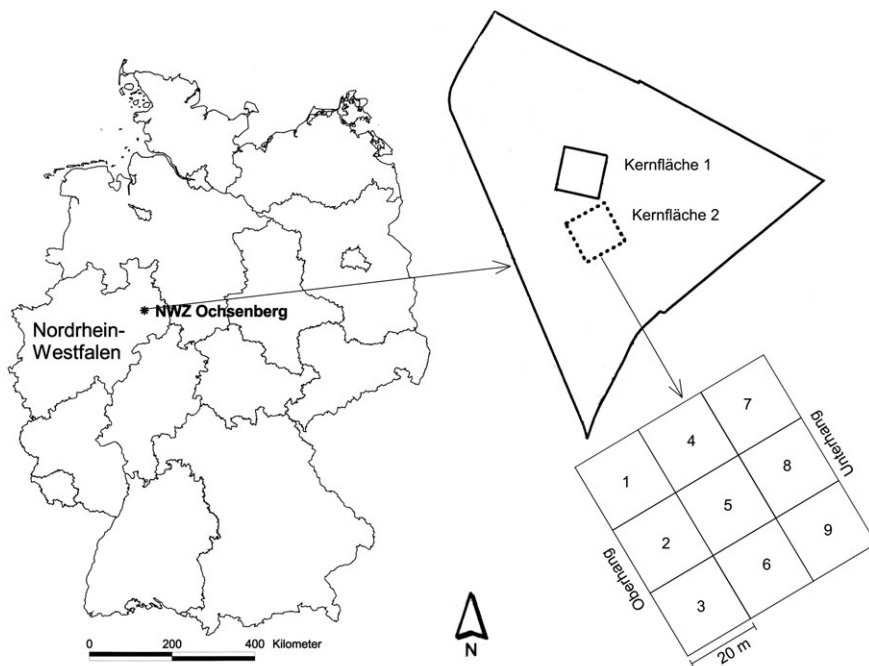 Kernfläche 1
Kernfläche 2
NWZ Ochsenberg
Nordrhein-
Westfalen
7
4
1
8
5
2
9
6
3
Unterhang
Oberhang
20 m
0 200 400 Kilometer
N